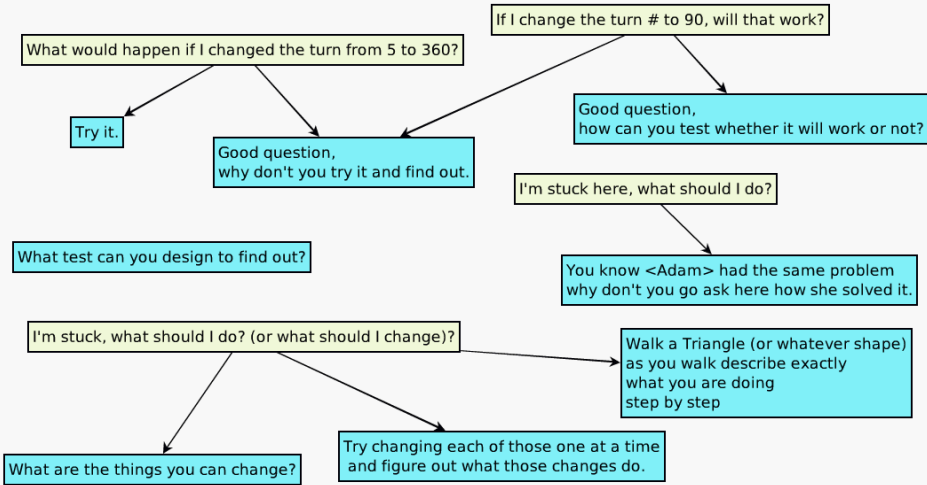 If I change the turn # to 90, will that work?
What would happen if I changed the turn from 5 to 360?
Try it.
Good question,
why don't you try it and find out.
Good question,
how can you test whether it will work or not?
I'm stuck here, what should I do?
What test can you design to find out?
You know <Adam> had the same problem
why don't you go ask here how she solved it.
I'm stuck, what should I do? (or what should I change)?
Walk a Triangle (or whatever shape)
as you walk describe exactly
what you are doing
step by step
What are the things you can change?
Try changing each of those one at a time
and figure out what those changes do.